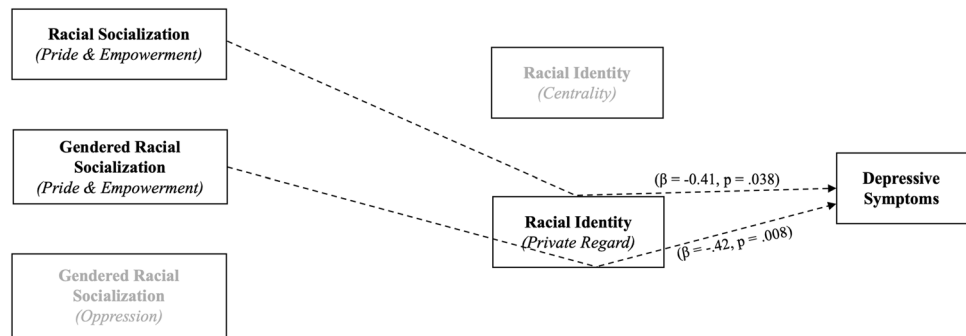 Racial Socialization
(Pride & Empowerment)
Racial Identity
(Centrality)
Gendered Racial
Socialization
(Pride & Empowerment)
(β = -0.41, p = .038)
Depressive
Symptoms
Racial Identity
(Private Regard)
(β = -.42, p = .008)
Gendered Racial
Socialization
(Oppression)